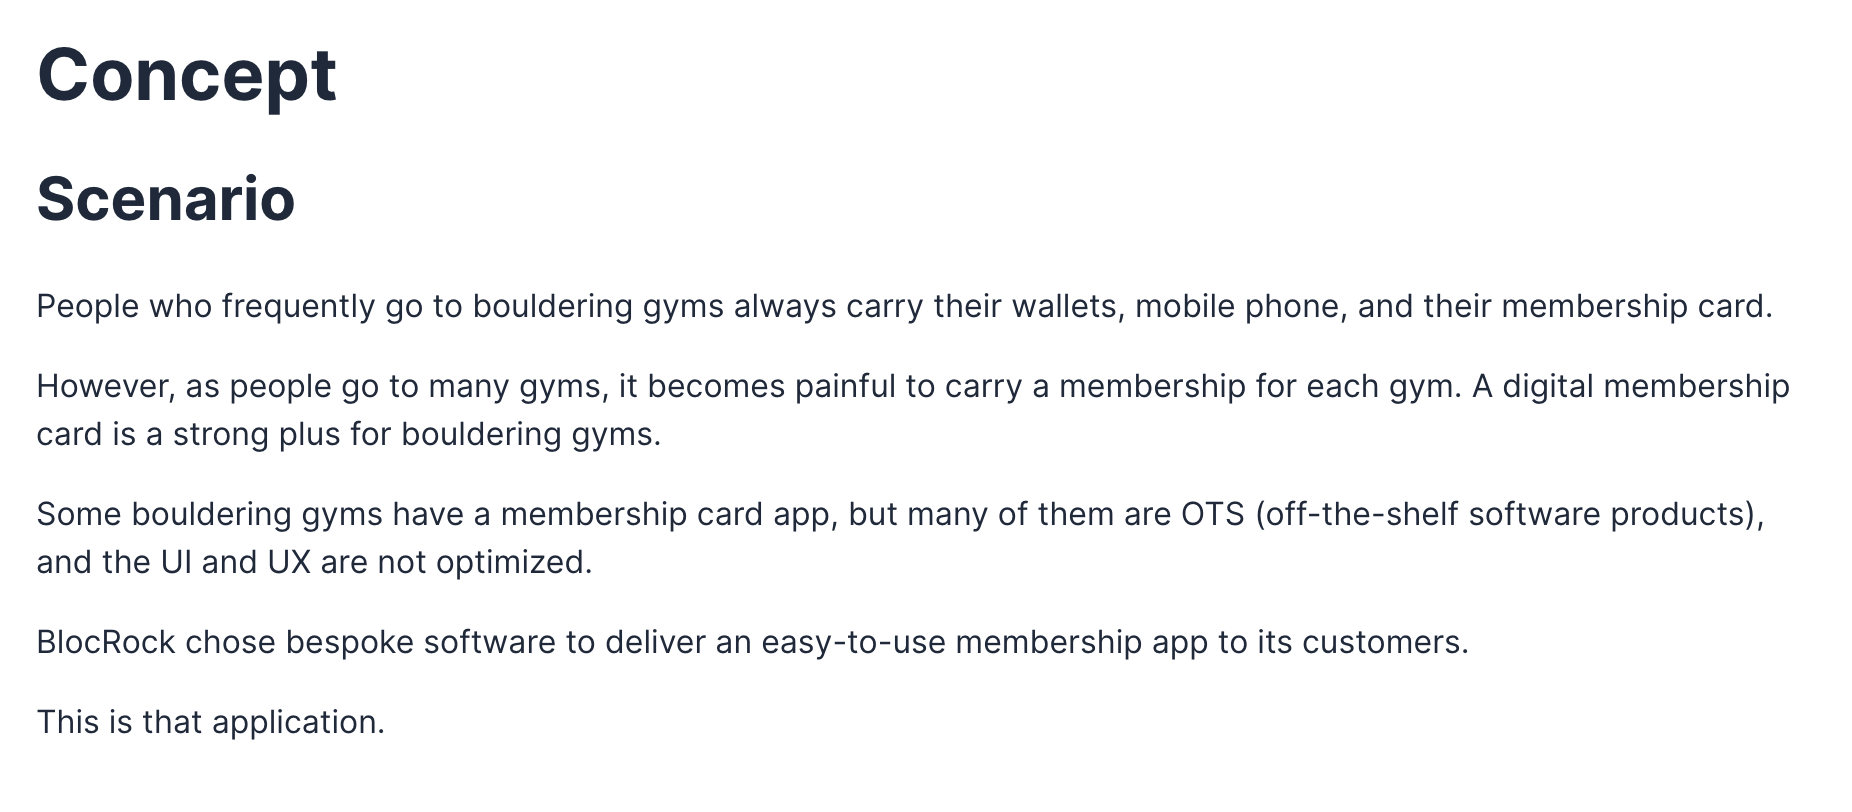 Concept
Scenario
People who frequently go to bouldering gyms always carry their wallets, mobile phone, and their membership card.
However, as people go to many gyms, it becomes painful to carry a membership for each gym. A digital membership
card is a strong plus for bouldering gyms.
Some bouldering gyms have a membership card app, but many of them are OTS (off-the-shelf software products),
and the UI and UX are not optimized.
BlocRock chose bespoke software to deliver an easy-to-use membership app to its customers.
This is that application.